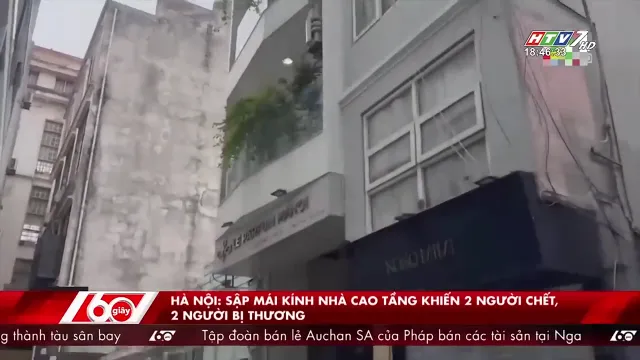 HTV7 HD
18:46:33
60 giây
HÀ NỘI: SẬP MÁI KÍNH NHÀ CAO TẦNG KHIẾN 2 NGƯỜI CHẾT,
2 NGƯỜI BỊ THƯƠNG
g thành tàu sân bay Tập đoàn bán lẻ Auchan SA của Pháp bán các tài sản tại Nga